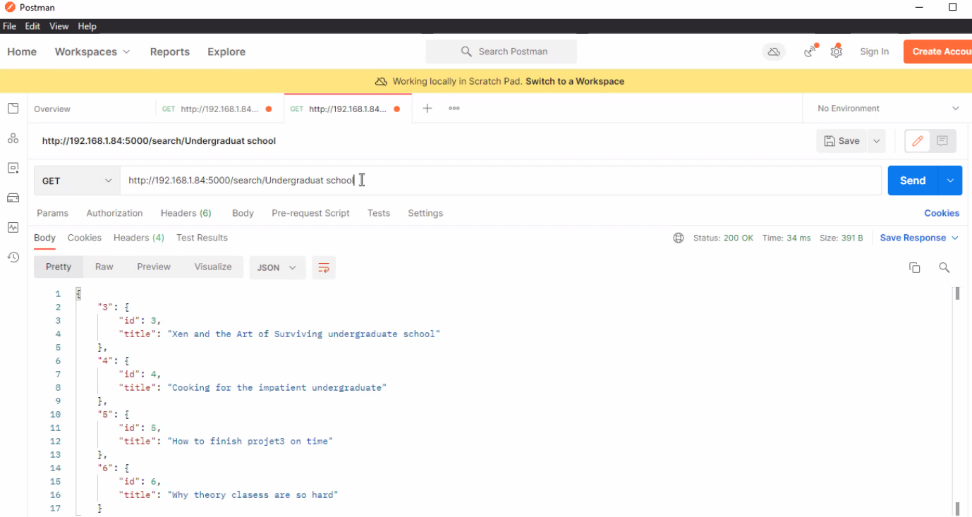 Postman
File Edit View Help
Home Workspaces Reports Explore Search Postman Sign In Create Accou
Working locally in Scratch Pad. Switch to a Workspace
Overview GET http://192.168.1.84:5000... GET http://192.168.1.84... No Environment
http://192.168.1.84:5000/search/Undergraduat school Save
GET http://192.168.1.84:5000/search/Undergraduat school Send
Params Authorization Headers (6) Body Pre-request Script Tests Settings Cookies
Body Cookies Headers (4) Test Results Status: 200 OK Time: 34 ms Size: 391 B Save Response
Pretty Raw Preview Visualize JSON
1 {
2 "3": {
3 "id": 3,
4 "title": "Xen and the Art of Surviving undergraduate school"
5 },
6 "4": {
7 "id": 4,
8 "title": "Cooking for the impatient undergraduate"
9 },
10 "5": {
11 "id": 5,
12 "title": "How to finish projet3 on time"
13 },
14 "6": {
15 "id": 6,
16 "title": "Why theory clasess are so hard"
17 }